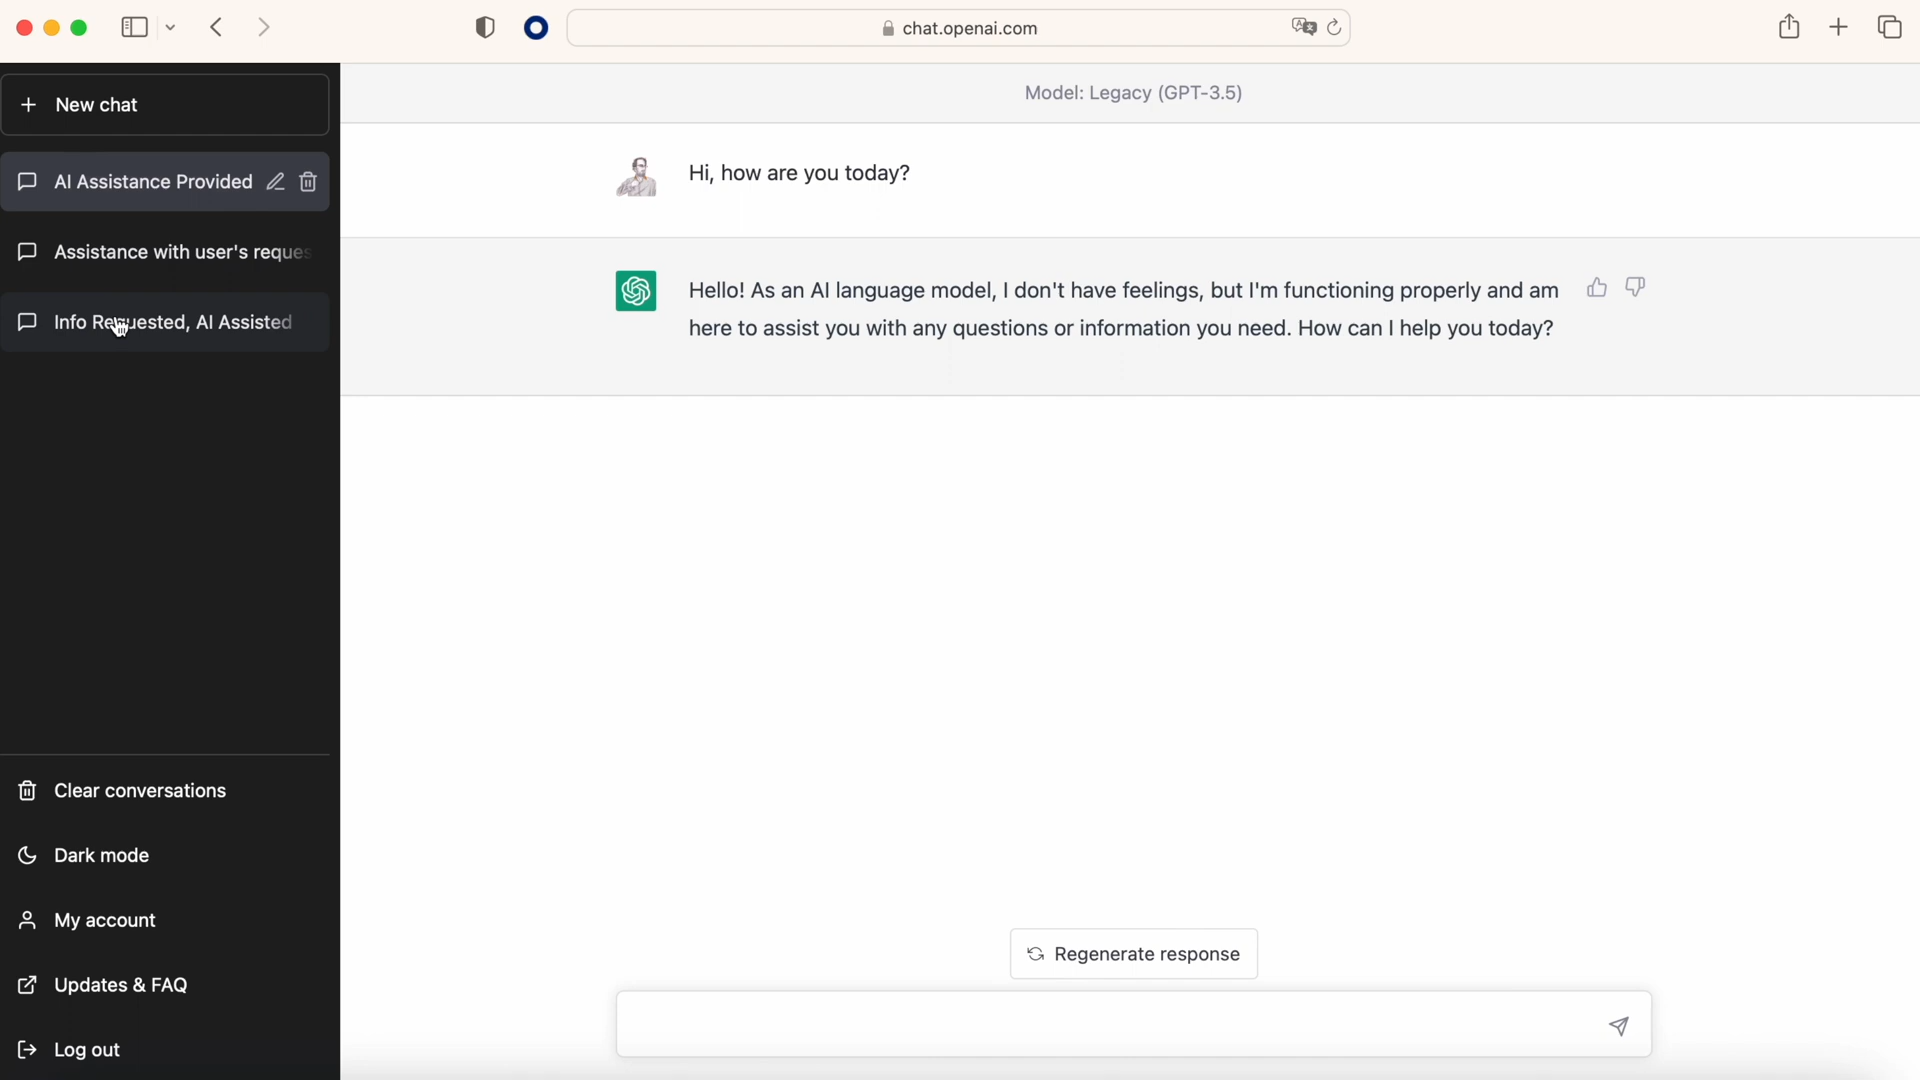 chat.openai.com
New chat
AI Assistance Provided
Assistance with user's reques
Info Requested, AI Assisted
Clear conversations
Dark mode
My account
Updates & FAQ
Log out
Model: Legacy (GPT-3.5)
Hi, how are you today?
Hello! As an AI language model, I don't have feelings, but I'm functioning properly and am
here to assist you with any questions or information you need. How can I help you today?
Regenerate response